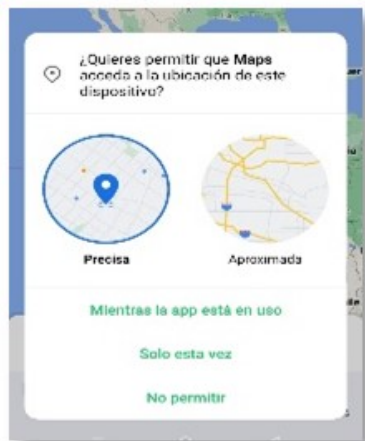 ¿Quieres permitir que Maps
acceda a la ubicación de este
dispositivo?
Precisa
Aproximada
Mientras la app está en uso
Solo esta vez
No permitir